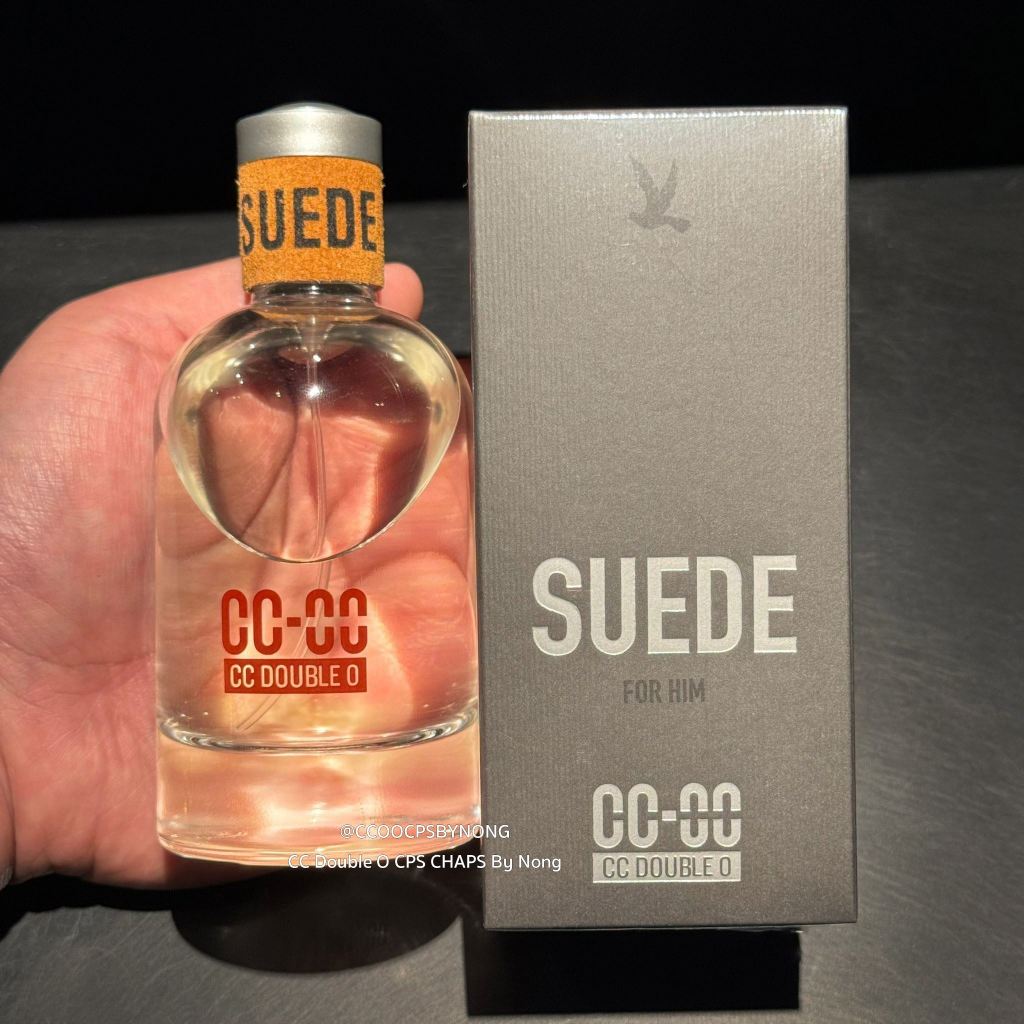 SUEDE
CC-OO
CC DOUBLE O
SUEDE
FOR HIM
CC-OO
CC DOUBLE O
@CCOOCPSBYNONG
CC Double O CPS CHAPS By Nong